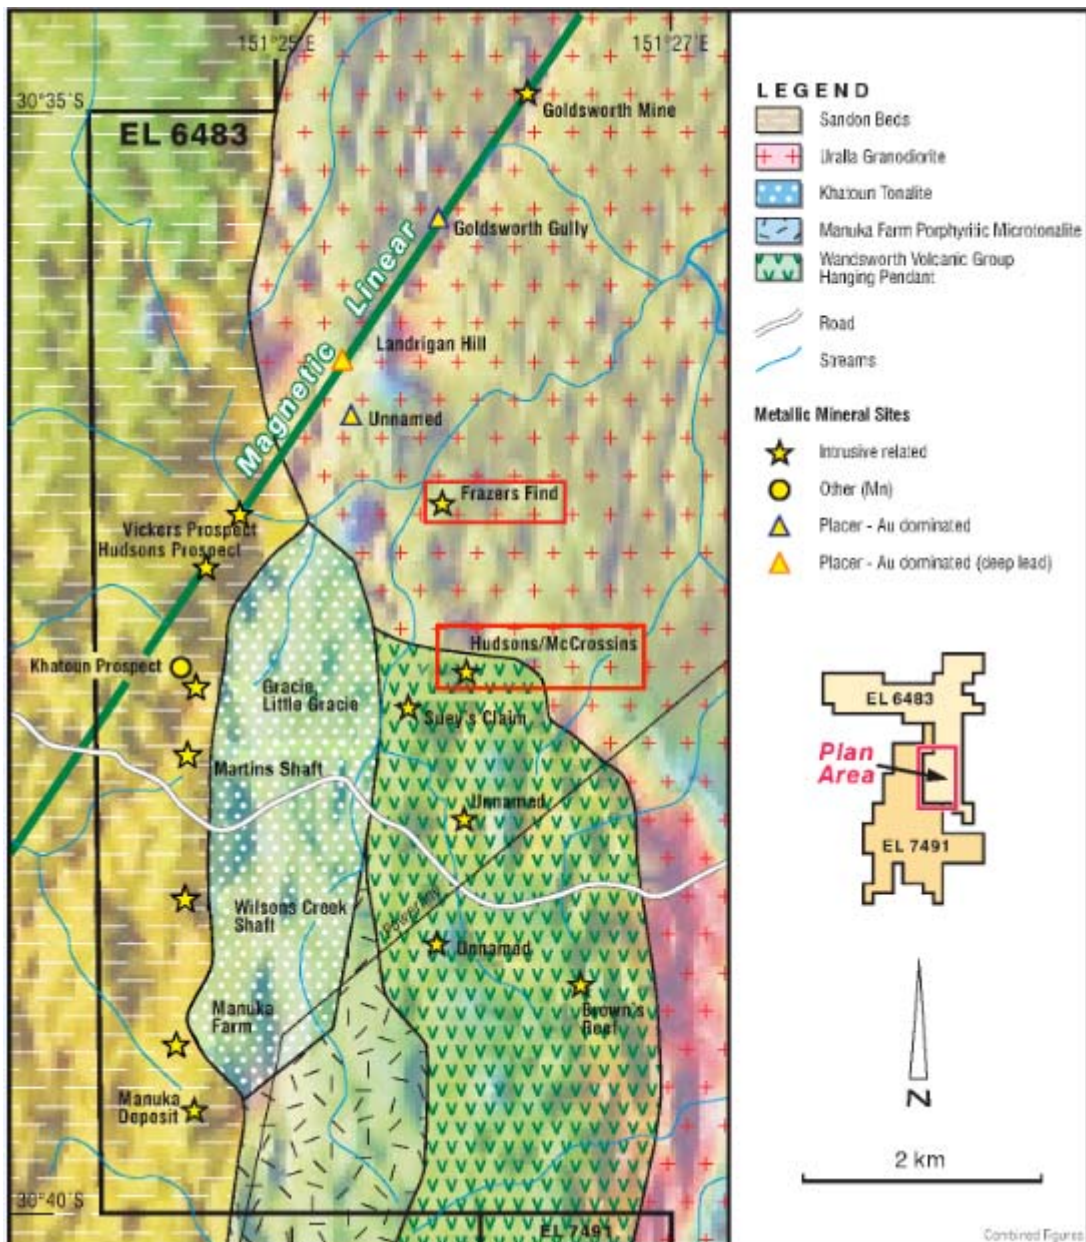 151°25'E
151°27'E
30°35'S
EL 6483
Goldsworth Mine
Goldsworth Gully
Magnetic Linear
Landrigan Hill
Unnamed
Frazers Find
Vickers Prospect
Hudsons Prospect
Hudsons/McCrossins
Khatoun Prospect
Gracie,
Little Gracie
Suey's Claim
Martins Shaft
Unnamed
Wilsons Creek
Shaft
Powerline
Unnamed
Manuka
Farm
Brown's
Reef
Manuka
Deposit
30°40'S
EL 7491
LEGEND
Sandon Beds
Uralla Granodiorite
Khatoun Tonalite
Manuka Farm Porphyritic Microtonalite
Wandsworth Volcanic Group
Hanging Pendant
Road
Streams
Metallic Mineral Sites
Intrusive related
Other (Mn)
Placer - Au dominated
Placer - Au dominated (deep lead)
EL 6483
Plan
Area
EL 7491
N
2 km
Combined Figures